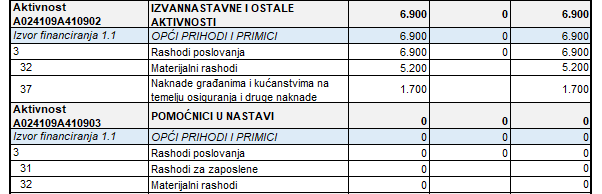 Aktivnost A024109A410902 IZVANNASTAVNE I OSTALE AKTIVNOSTI 6.900 0 6.900
Izvor financiranja 1.1 OPĆI PRIHODI I PRIMICI 6.900 0 6.900
3 Rashodi poslovanja 6.900 0 6.900
32 Materijalni rashodi 5.200 5.200
37 Naknade građanima i kućanstvima na temelju osiguranja i druge naknade 1.700 1.700
Aktivnost A024109A410903 POMOĆNICI U NASTAVI 0 0 0
Izvor financiranja 1.1 OPĆI PRIHODI I PRIMICI 0 0 0
3 Rashodi poslovanja 0 0 0
31 Rashodi za zaposlene 0 0
32 Materijalni rashodi 0 0